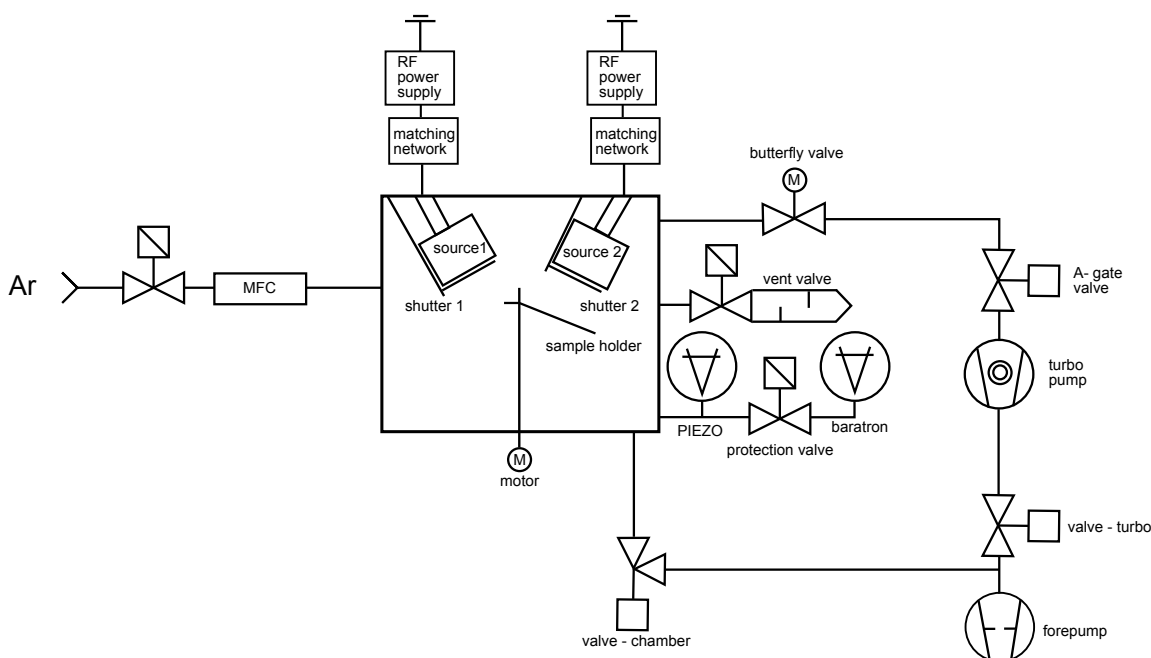 RF
power
supply
RF
power
supply
matching
network
matching
network
butterfly valve
M
Ar
MFC
source1
source 2
shutter 1
shutter 2
sample holder
vent valve
A- gate
valve
turbo
pump
PIEZO
baratron
protection valve
M
motor
valve - turbo
valve - chamber
forepump